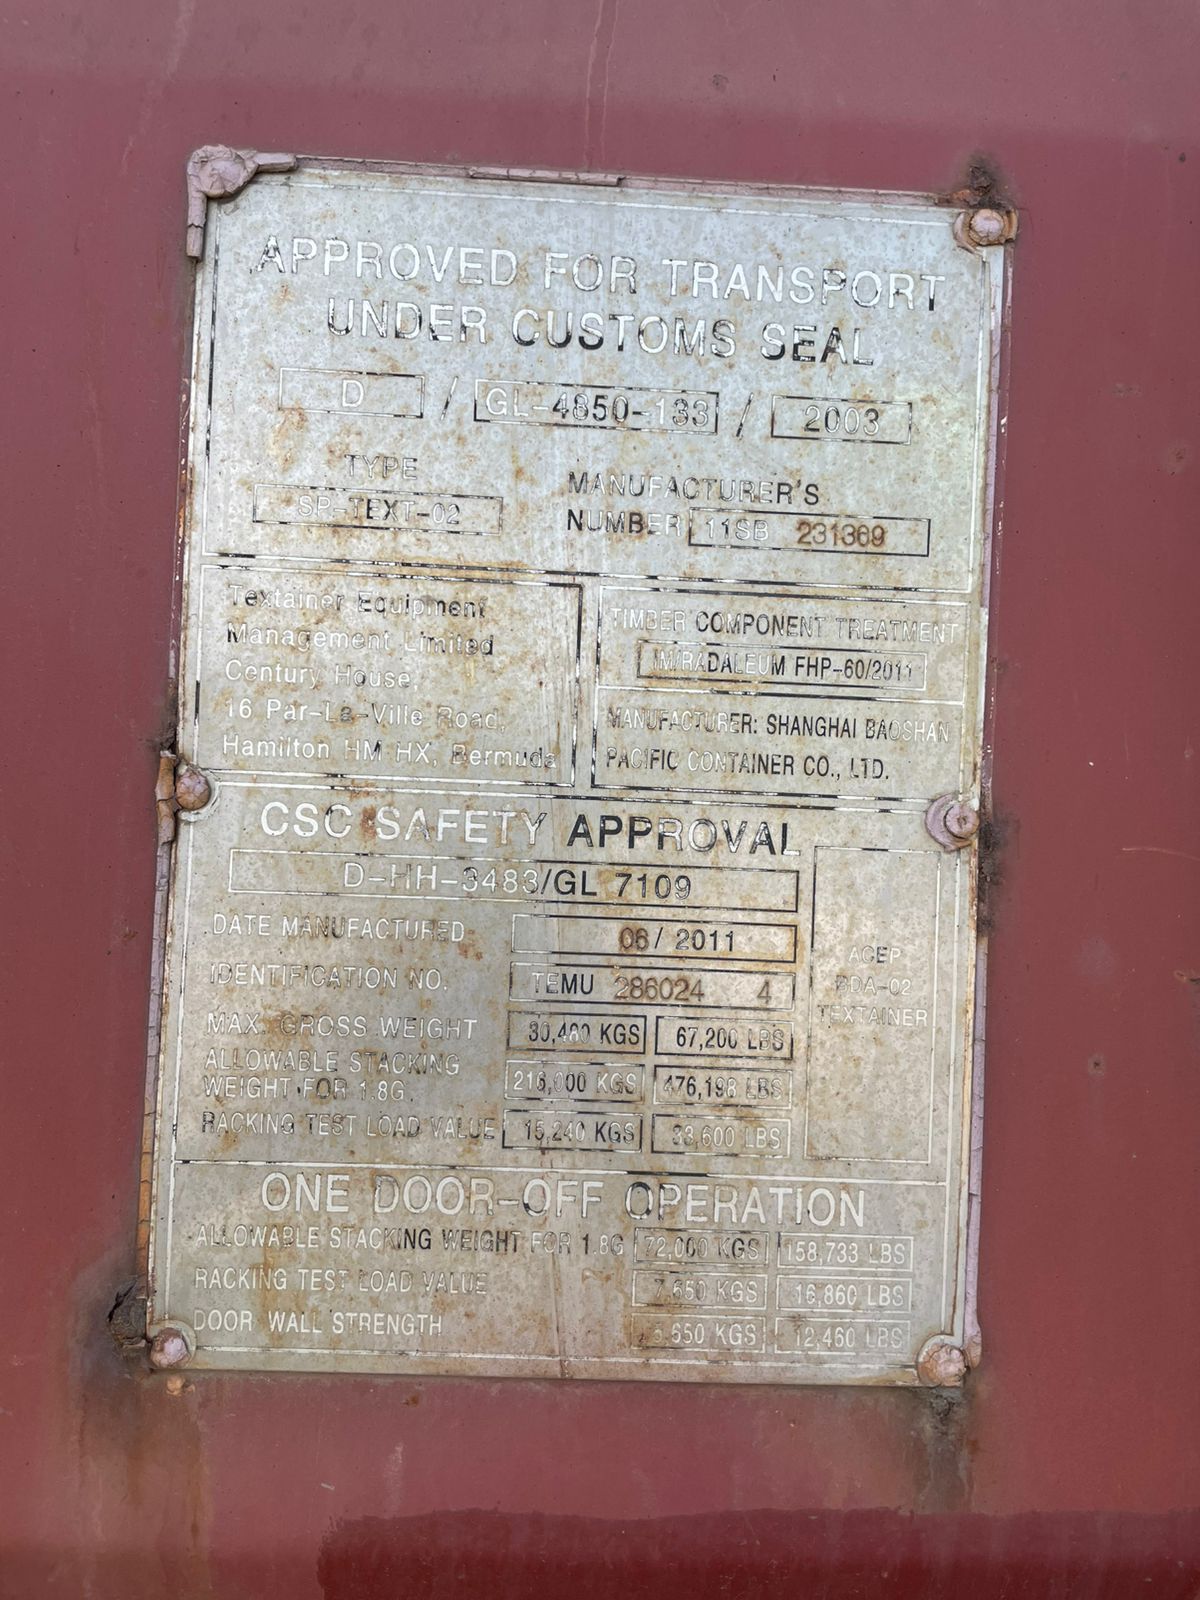 APPROVED FOR TRANSPORT
UNDER CUSTOMS SEAL
D / GL-4850-133 / 2003
TYPE
SP-TEXT-02
MANUFACTURER'S
NUMBER 11SB 231369
Textainer Equipment
Management Limited
Century House,
16 Par-La-Ville Road,
Hamilton HM HX, Bermuda
TIMBER COMPONENT TREATMENT
IM/RADALEUM FHP-60/2011
MANUFACTURER: SHANGHAI BAOSHAN
PACIFIC CONTAINER CO., LTD.
CSC SAFETY APPROVAL
D-HH-3483/GL 7109
DATE MANUFACTURED 06/ 2011
IDENTIFICATION NO. TEMU 286024 4
MAX. GROSS WEIGHT 30,480 KGS 67,200 LBS
ALLOWABLE STACKING
WEIGHT FOR 1.8G. 216,000 KGS 476,198 LBS
RACKING TEST LOAD VALUE 15,240 KGS 33,600 LBS
ACEP
BDA-02
TEXTAINER
ONE DOOR-OFF OPERATION
ALLOWABLE STACKING WEIGHT FOR 1.8G 72,000 KGS 158,733 LBS
RACKING TEST LOAD VALUE 7,650 KGS 16,860 LBS
DOOR WALL STRENGTH 5,650 KGS 12,460 LBS